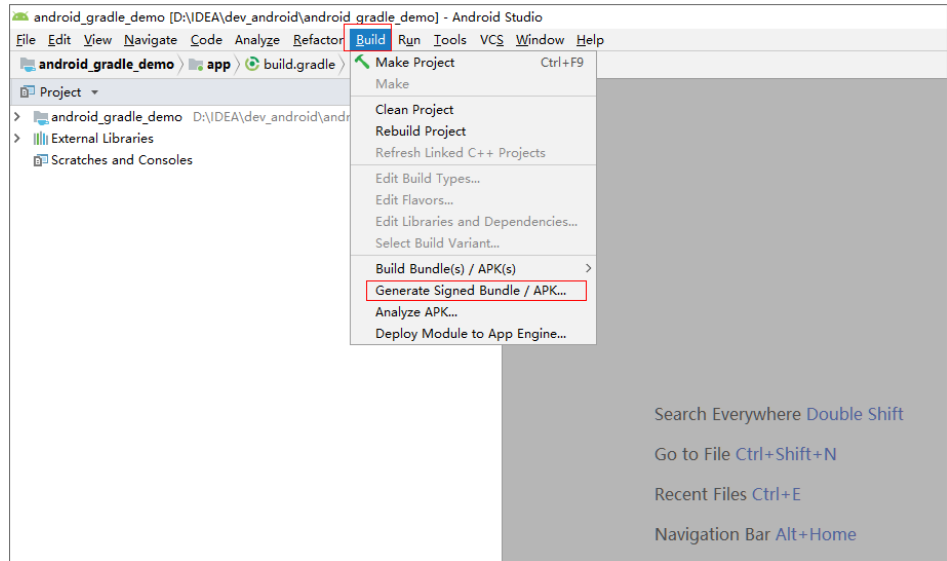 android_gradle_demo [D:\IDEA\dev_android\android_gradle_demo] - Android Studio
File Edit View Navigate Code Analyze Refactor Build Run Tools VCS Window Help
android_gradle_demo app build.gradle
Project
android_gradle_demo D:\IDEA\dev_android\andr
External Libraries
Scratches and Consoles
Make Project Ctrl+F9
Make
Clean Project
Rebuild Project
Refresh Linked C++ Projects
Edit Build Types...
Edit Flavors...
Edit Libraries and Dependencies...
Select Build Variant...
Build Bundle(s) / APK(s)
Generate Signed Bundle / APK...
Analyze APK...
Deploy Module to App Engine...
Search Everywhere Double Shift
Go to File Ctrl+Shift+N
Recent Files Ctrl+E
Navigation Bar Alt+Home